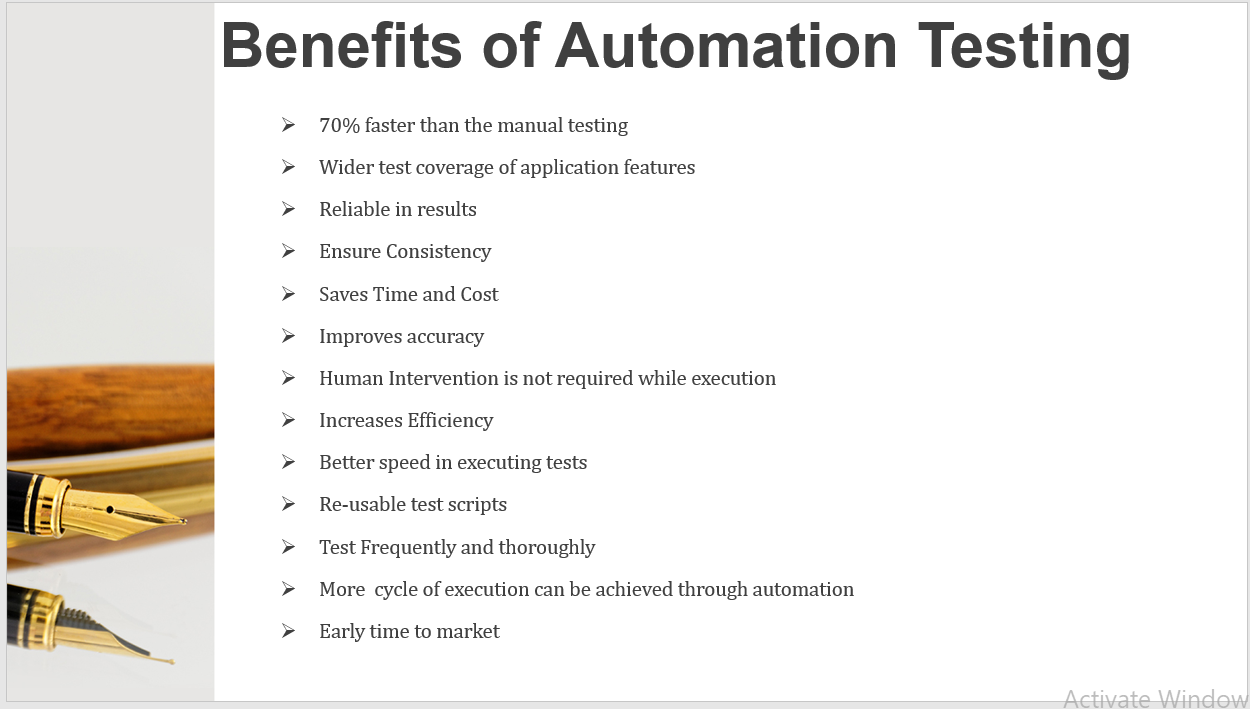 Benefits of Automation Testing
70% faster than the manual testing
Wider test coverage of application features
Reliable in results
Ensure Consistency
Saves Time and Cost
Improves accuracy
Human Intervention is not required while execution
Increases Efficiency
Better speed in executing tests
Re-usable test scripts
Test Frequently and thoroughly
More  cycle of execution can be achieved through automation
Early time to market
Activate Window